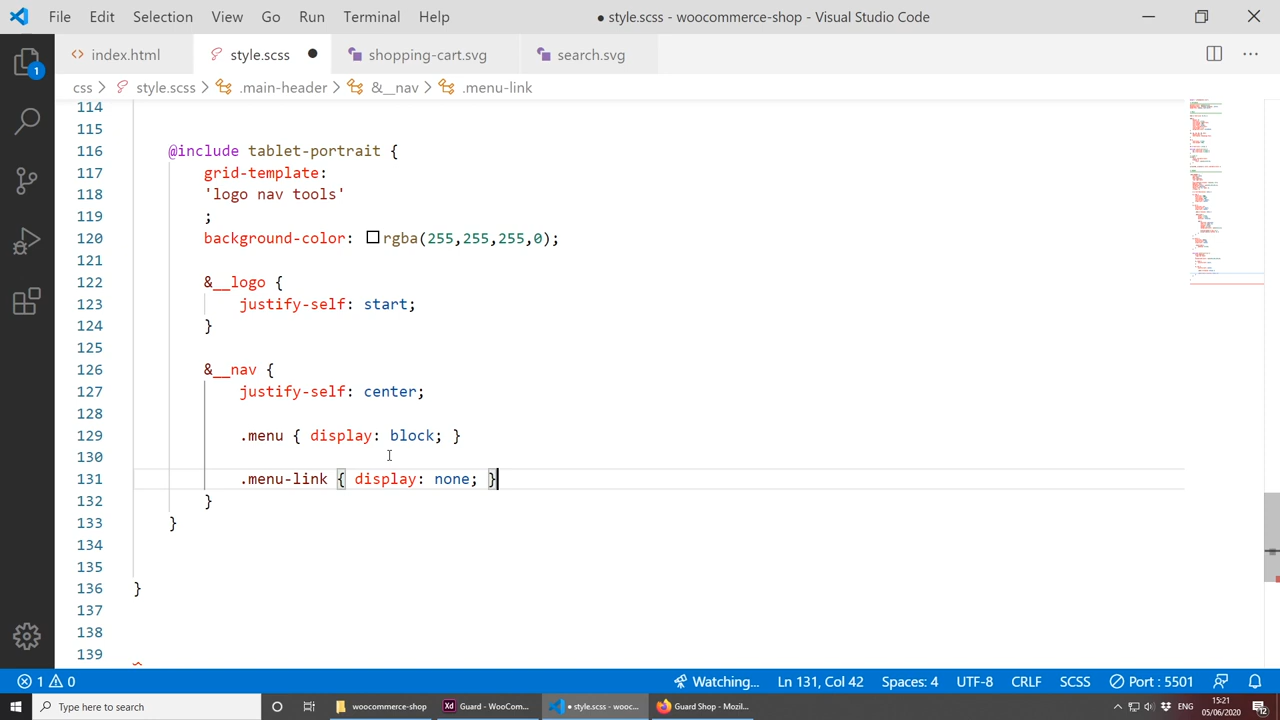 File Edit Selection View Go Run Terminal Help ● style.scss - woocommerce-shop - Visual Studio Code
index.html style.scss shopping-cart.svg search.svg
css > style.scss > .main-header > &__nav > .menu-link
1
114
115
116 @include tablet-portrait {
117 grid-template:
118 'logo nav tools'
119 ;
120 background-color: rgba(255,255,255,0);
121
122 &__logo {
123 justify-self: start;
124 }
125
126 &__nav {
127 justify-self: center;
128
129 .menu { display: block; }
130
131 .menu-link { display: none; }
132 }
133 }
134
135
136 }
137
138
139
1 0 Watching... Ln 131, Col 42 Spaces: 4 UTF-8 CRLF SCSS Port : 5501
Type here to search woocommerce-shop Guard - WooCom... ● style.scss - wooc... Guard Shop - Mozil... ENG 15:21 05/06/2020 12